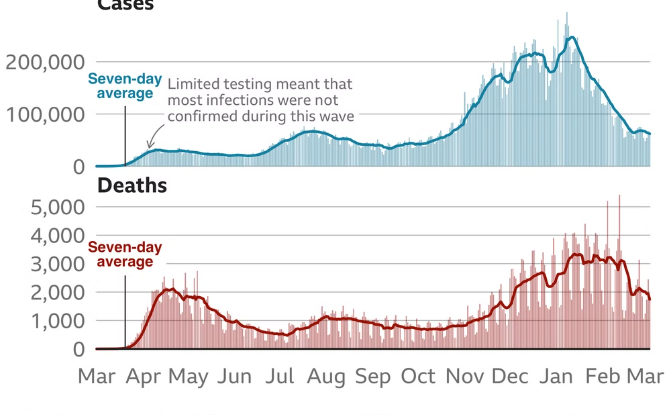 Cases
200,000
Seven-day
average
Limited testing meant that
most infections were not
confirmed during this wave
100,000
0
Deaths
5,000
4,000
Seven-day
average
3,000
2,000
1,000
0
Mar Apr May Jun Jul Aug Sep Oct Nov Dec Jan Feb Mar